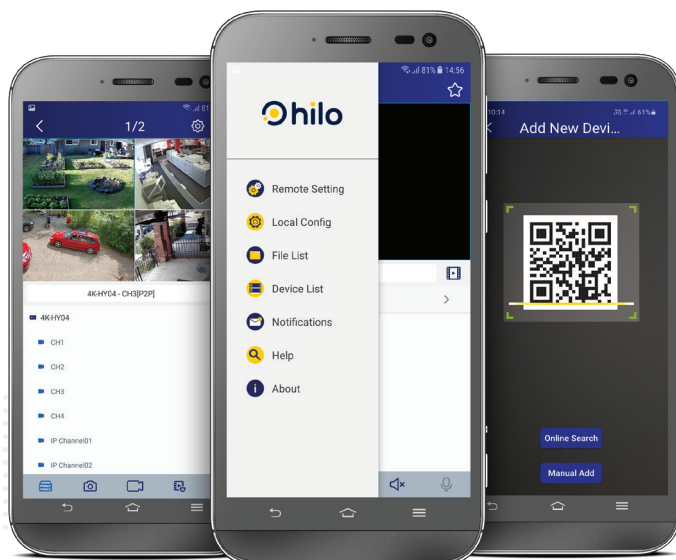 81
1/2
4K-HY04 - CH3[P2P]
4K-HY04
CH1
CH2
CH3
CH4
IP Channel01
IP Channel02
81% 14:56
Ohilo
Remote Setting
Local Config
File List
Device List
Notifications
Help
About
10:14
61%
Add New Devi...
Online Search
Manual Add